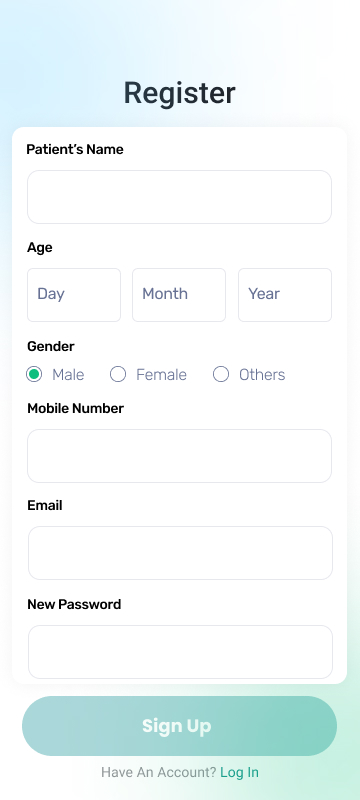 Register
Patient's Name
Age
Day Month Year
Gender
Male Female Others
Mobile Number
Email
New Password
Sign Up
Have An Account? Log In